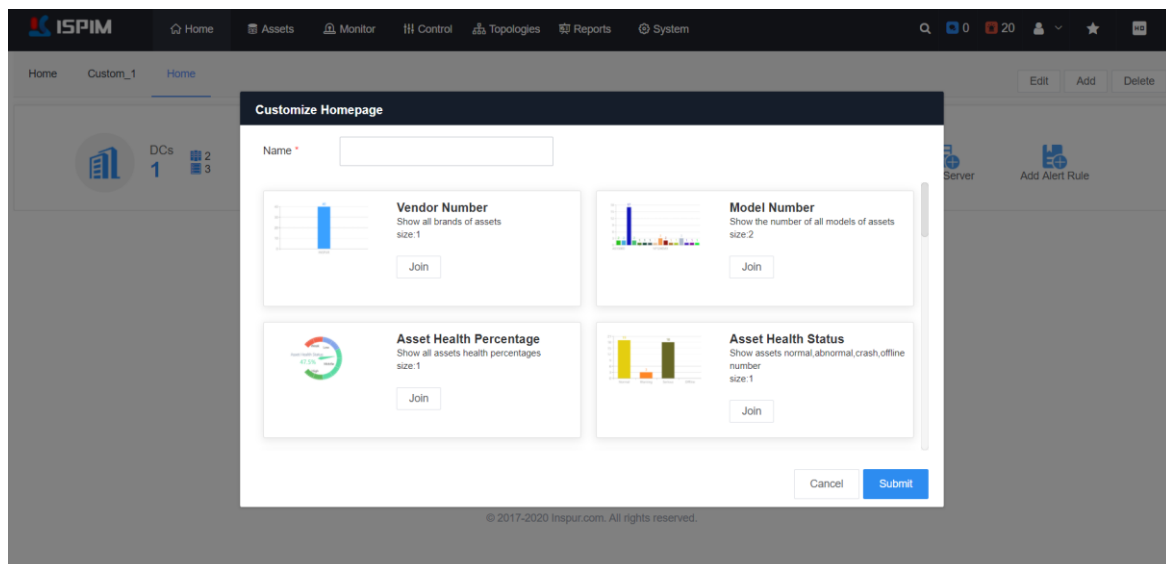 ISPIM
Home Assets Monitor Control Topologies Reports System 0 20 HD
Home Custom_1 Home Edit Add Delete
Customize Homepage
Name *
DCs
1
2
3
Server
Add Alert Rule
Vendor Number
Show all brands of assets
size:1
Join
Model Number
Show the number of all models of assets
size:2
Join
Asset Health Percentage
Show all assets health percentages
size:1
Join
47.5%
Asset Health Status
Show assets normal,abnormal,crash,offline
number
size:1
Join
Cancel Submit
© 2017-2020 Inspur.com. All rights reserved.